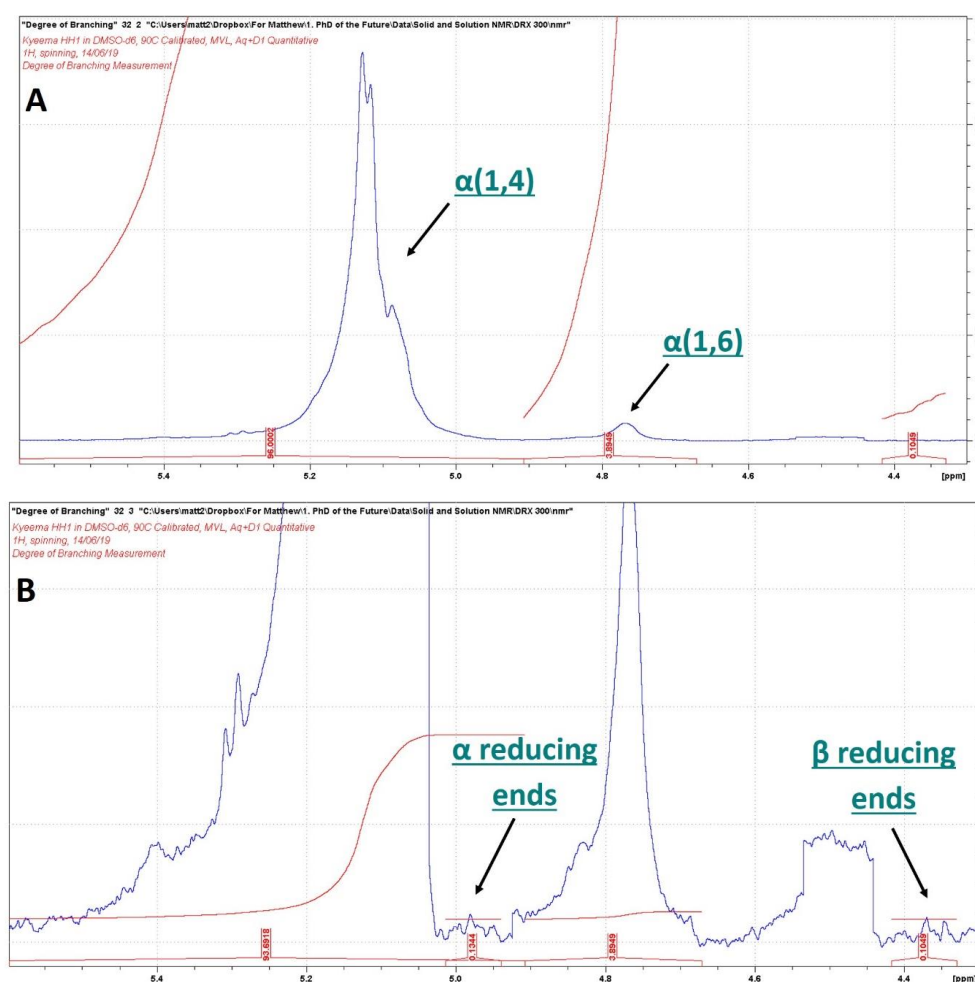 "Degree of Branching" 32 2 "C:\Users\matt2\Dropbox\For Matthew\1. PhD of the Future\Data\Solid and Solution NMR\DRX 300\nmr"
Kyeema HH1 in DMSO-d6, 90C Calibrated, MVL, Aq+D1 Quantitative
1H, spinning, 14/06/19
Degree of Branching Measurement
A
α(1,4)
α(1,6)
96.0002
3.8949
0.1049
5.4 5.2 5.0 4.8 4.6 4.4 [ppm]
"Degree of Branching" 32 3 "C:\Users\matt2\Dropbox\For Matthew\1. PhD of the Future\Data\Solid and Solution NMR\DRX 300\nmr"
Kyeema HH1 in DMSO-d6, 90C Calibrated, MVL, Aq+D1 Quantitative
1H, spinning, 14/06/19
Degree of Branching Measurement
B
α reducing
ends
β reducing
ends
93.6918
0.1344
3.8949
0.1049
5.4 5.2 5.0 4.8 4.6 4.4 [ppm]